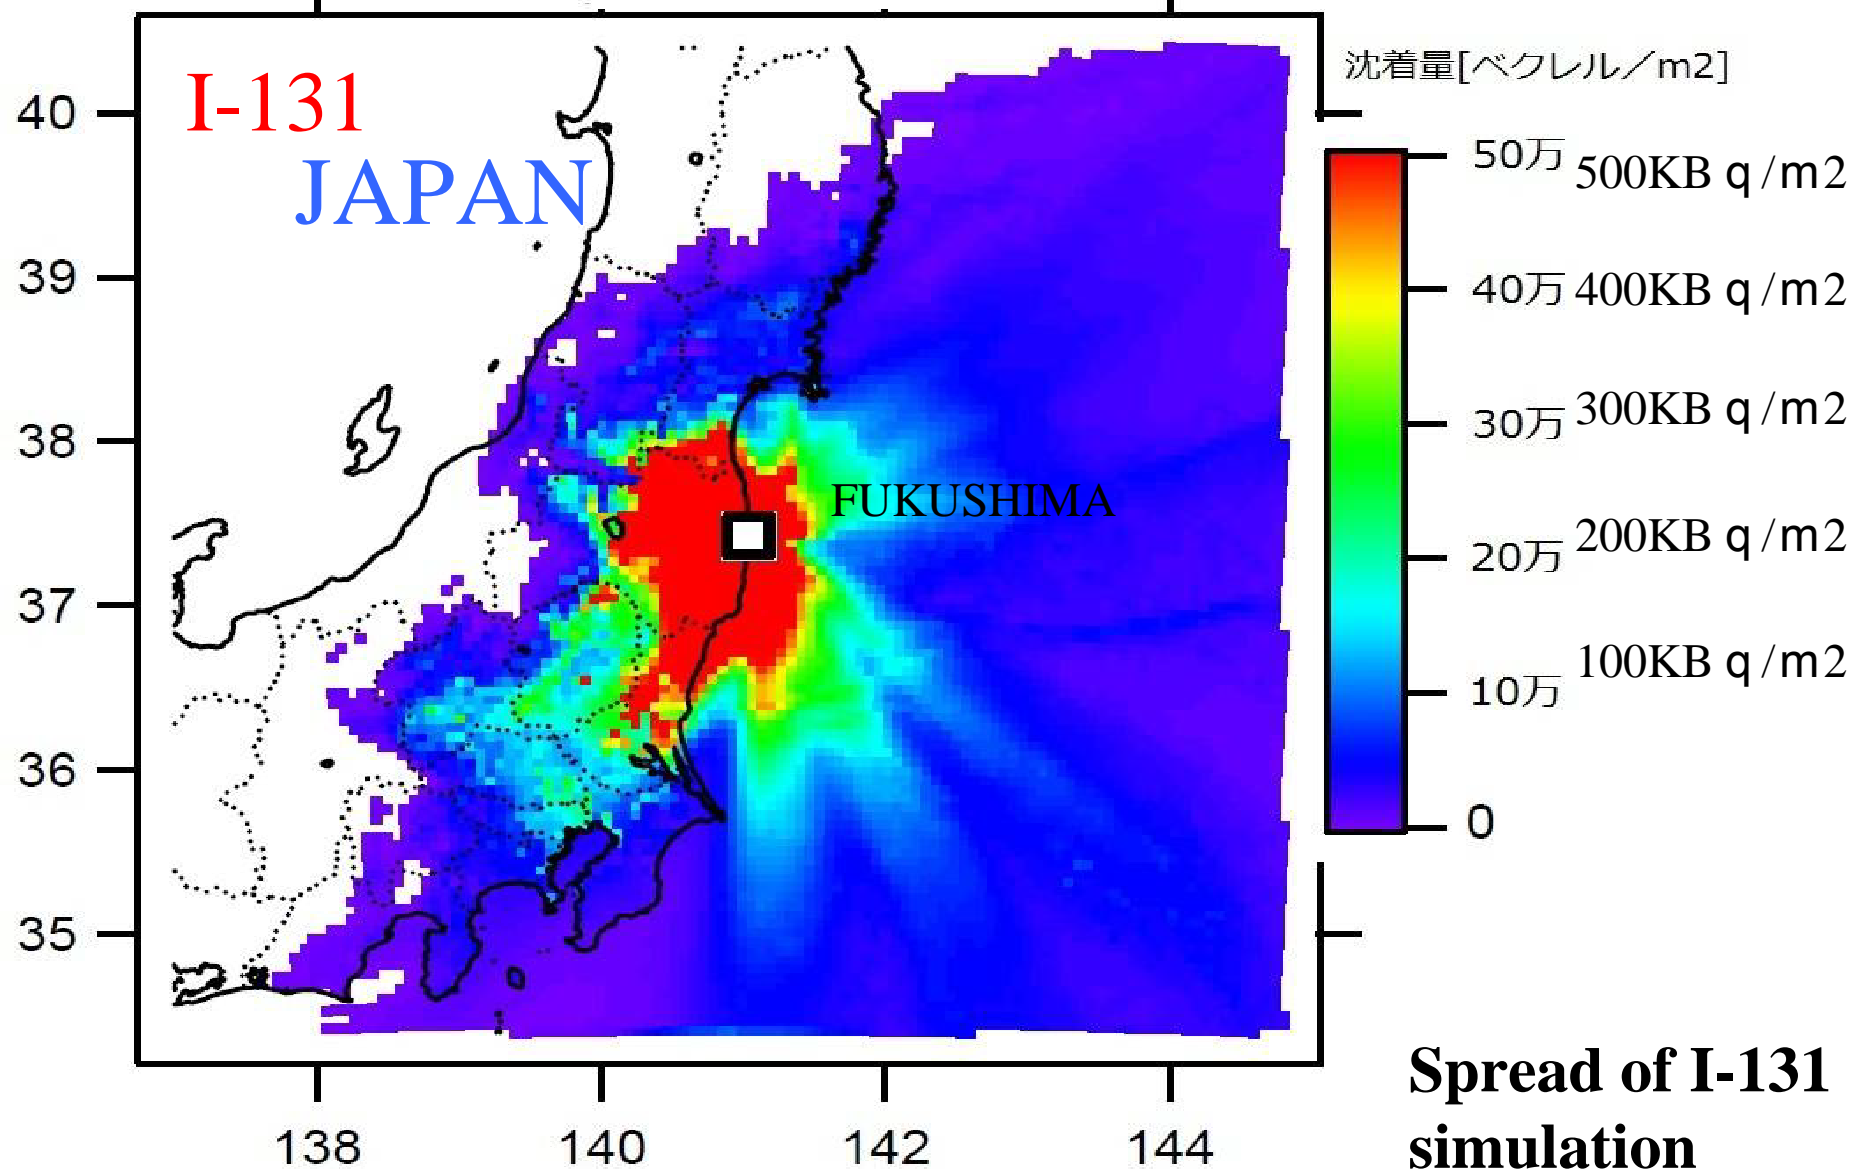 I-131
JAPAN
沈着量[ベクレル／m2]
40
39
38
37
36
35
FUKUSHIMA
50万 500KB q /m2
40万 400KB q /m2
30万 300KB q /m2
20万 200KB q /m2
10万 100KB q /m2
0
138 140 142 144
Spread of I-131
simulation